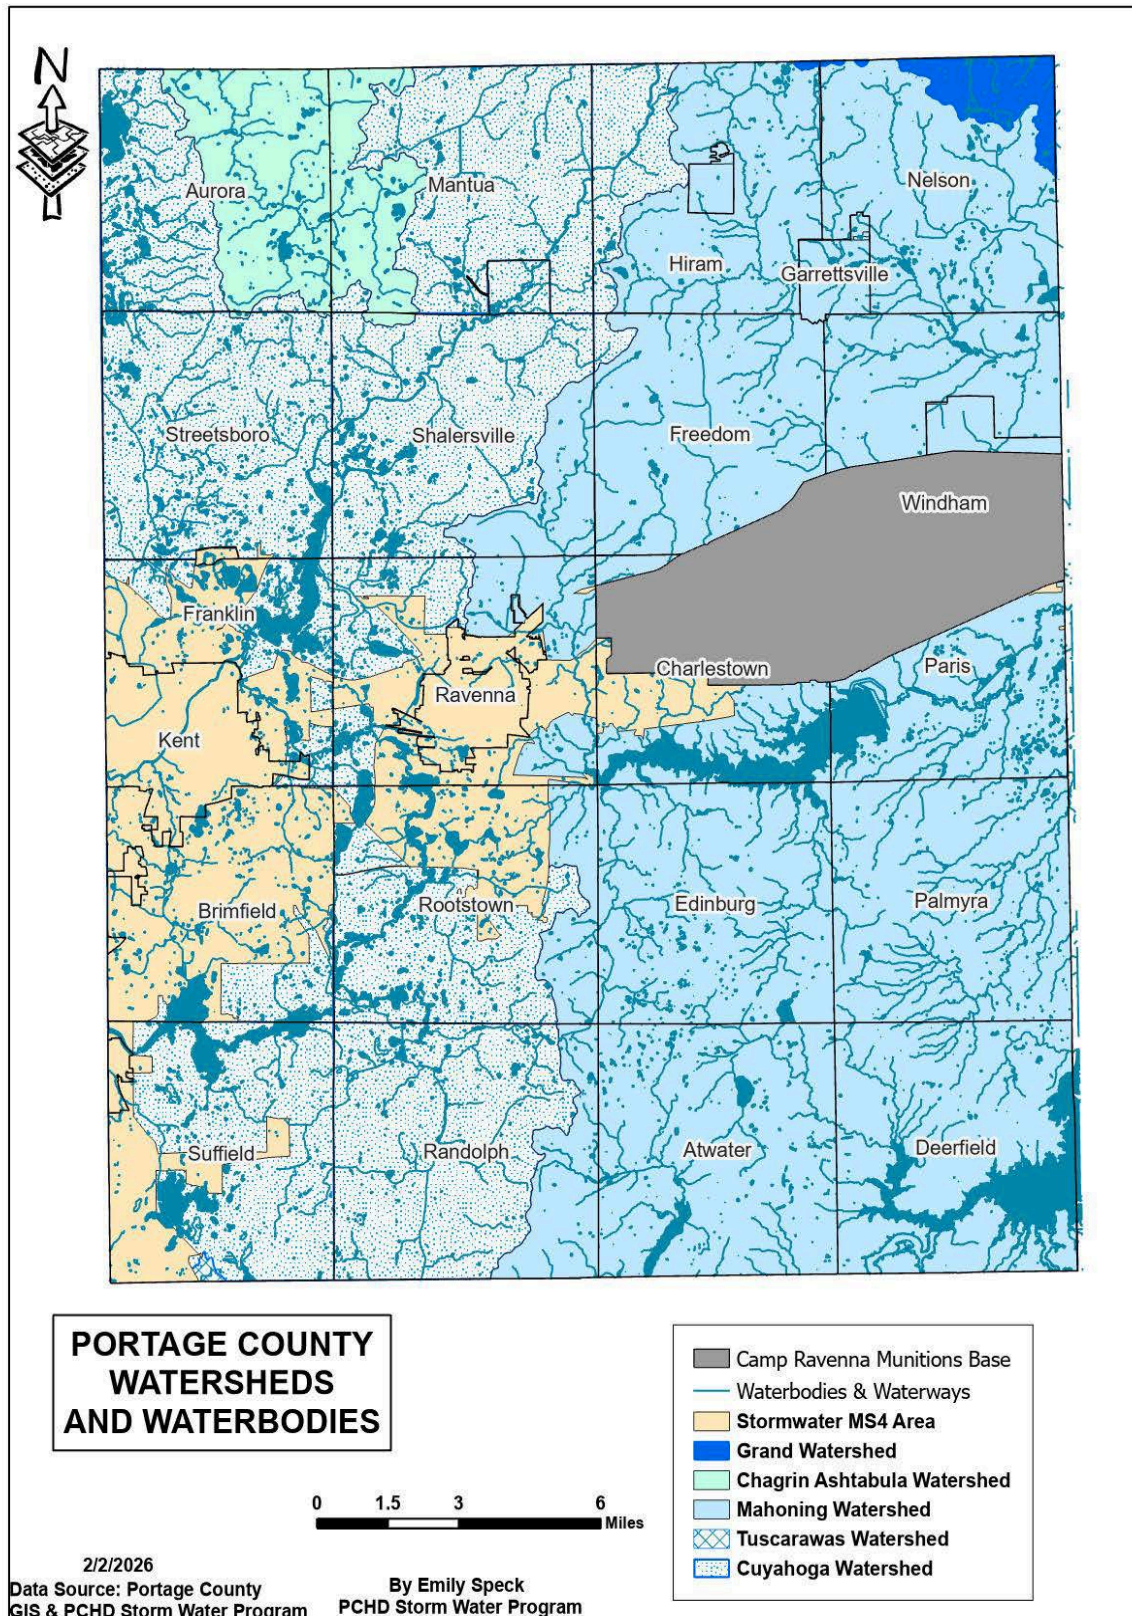 N
Aurora
Mantua
Nelson
Hiram
Garrettsville
Streetsboro
Shalersville
Freedom
Windham
Franklin
Charlestown
Paris
Ravenna
Kent
Brimfield
Rootstown
Edinburg
Palmyra
Suffield
Randolph
Atwater
Deerfield
PORTAGE COUNTY
WATERSHEDS
AND WATERBODIES
Camp Ravenna Munitions Base
Waterbodies & Waterways
Stormwater MS4 Area
Grand Watershed
Chagrin Ashtabula Watershed
Mahoning Watershed
Tuscarawas Watershed
Cuyahoga Watershed
0 1.5 3 6
Miles
2/2/2026
Data Source: Portage County
GIS & PCHD Storm Water Program
By Emily Speck
PCHD Storm Water Program